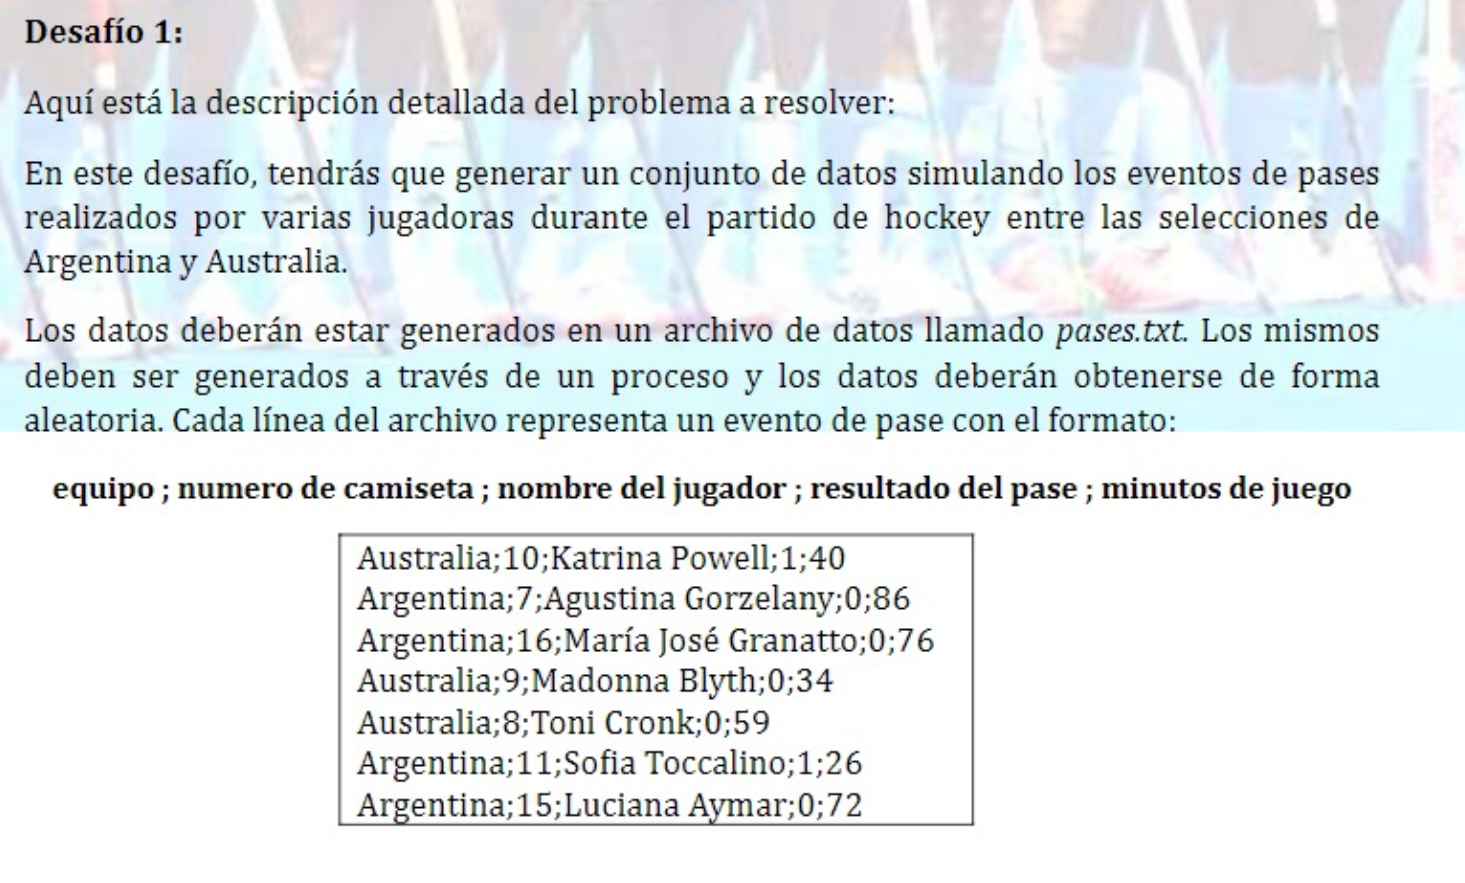 Desafío 1:
Aquí está la descripción detallada del problema a resolver:
En este desafío, tendrás que generar un conjunto de datos simulando los eventos de pases
realizados por varias jugadoras durante el partido de hockey entre las selecciones de
Argentina y Australia.
Los datos deberán estar generados en un archivo de datos llamado pases.txt. Los mismos
deben ser generados a través de un proceso y los datos deberán obtenerse de forma
aleatoria. Cada línea del archivo representa un evento de pase con el formato:
equipo ; numero de camiseta ; nombre del jugador ; resultado del pase ; minutos de juego
Australia;10;Katrina Powell;1;40
Argentina;7;Agustina Gorzelany;0;86
Argentina;16;María José Granatto;0;76
Australia;9;Madonna Blyth;0;34
Australia;8;Toni Cronk;0;59
Argentina;11;Sofia Toccalino;1;26
Argentina;15;Luciana Aymar;0;72